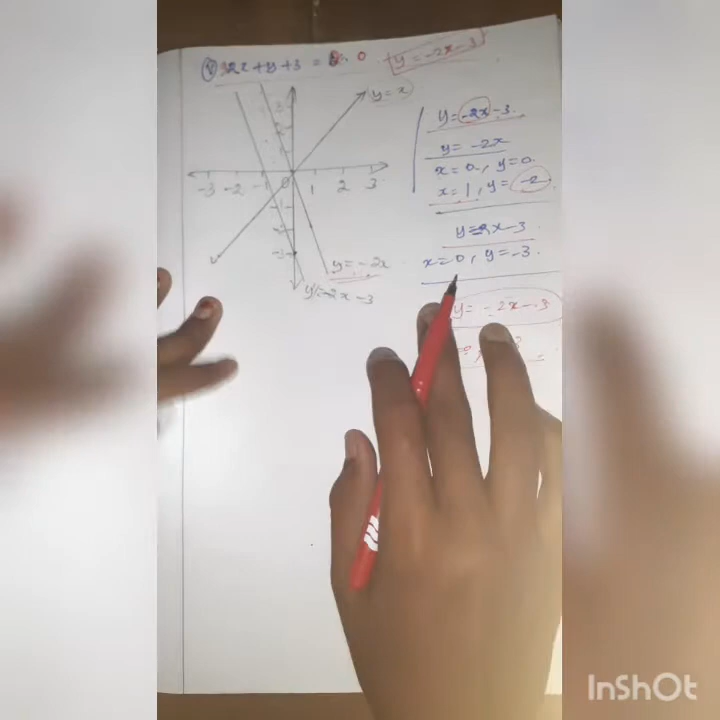 2x + y + 3 = 0
y = -2x - 3
y = x
-3 -2 -1 0 1 2 3
y = -2x
y = -2x - 3
y = -2x - 3
y = -2x
x = 0, y = 0
x = 1, y = -2
y = 2x - 3
x = 0, y = -3
y = -2x - 3
InShOt